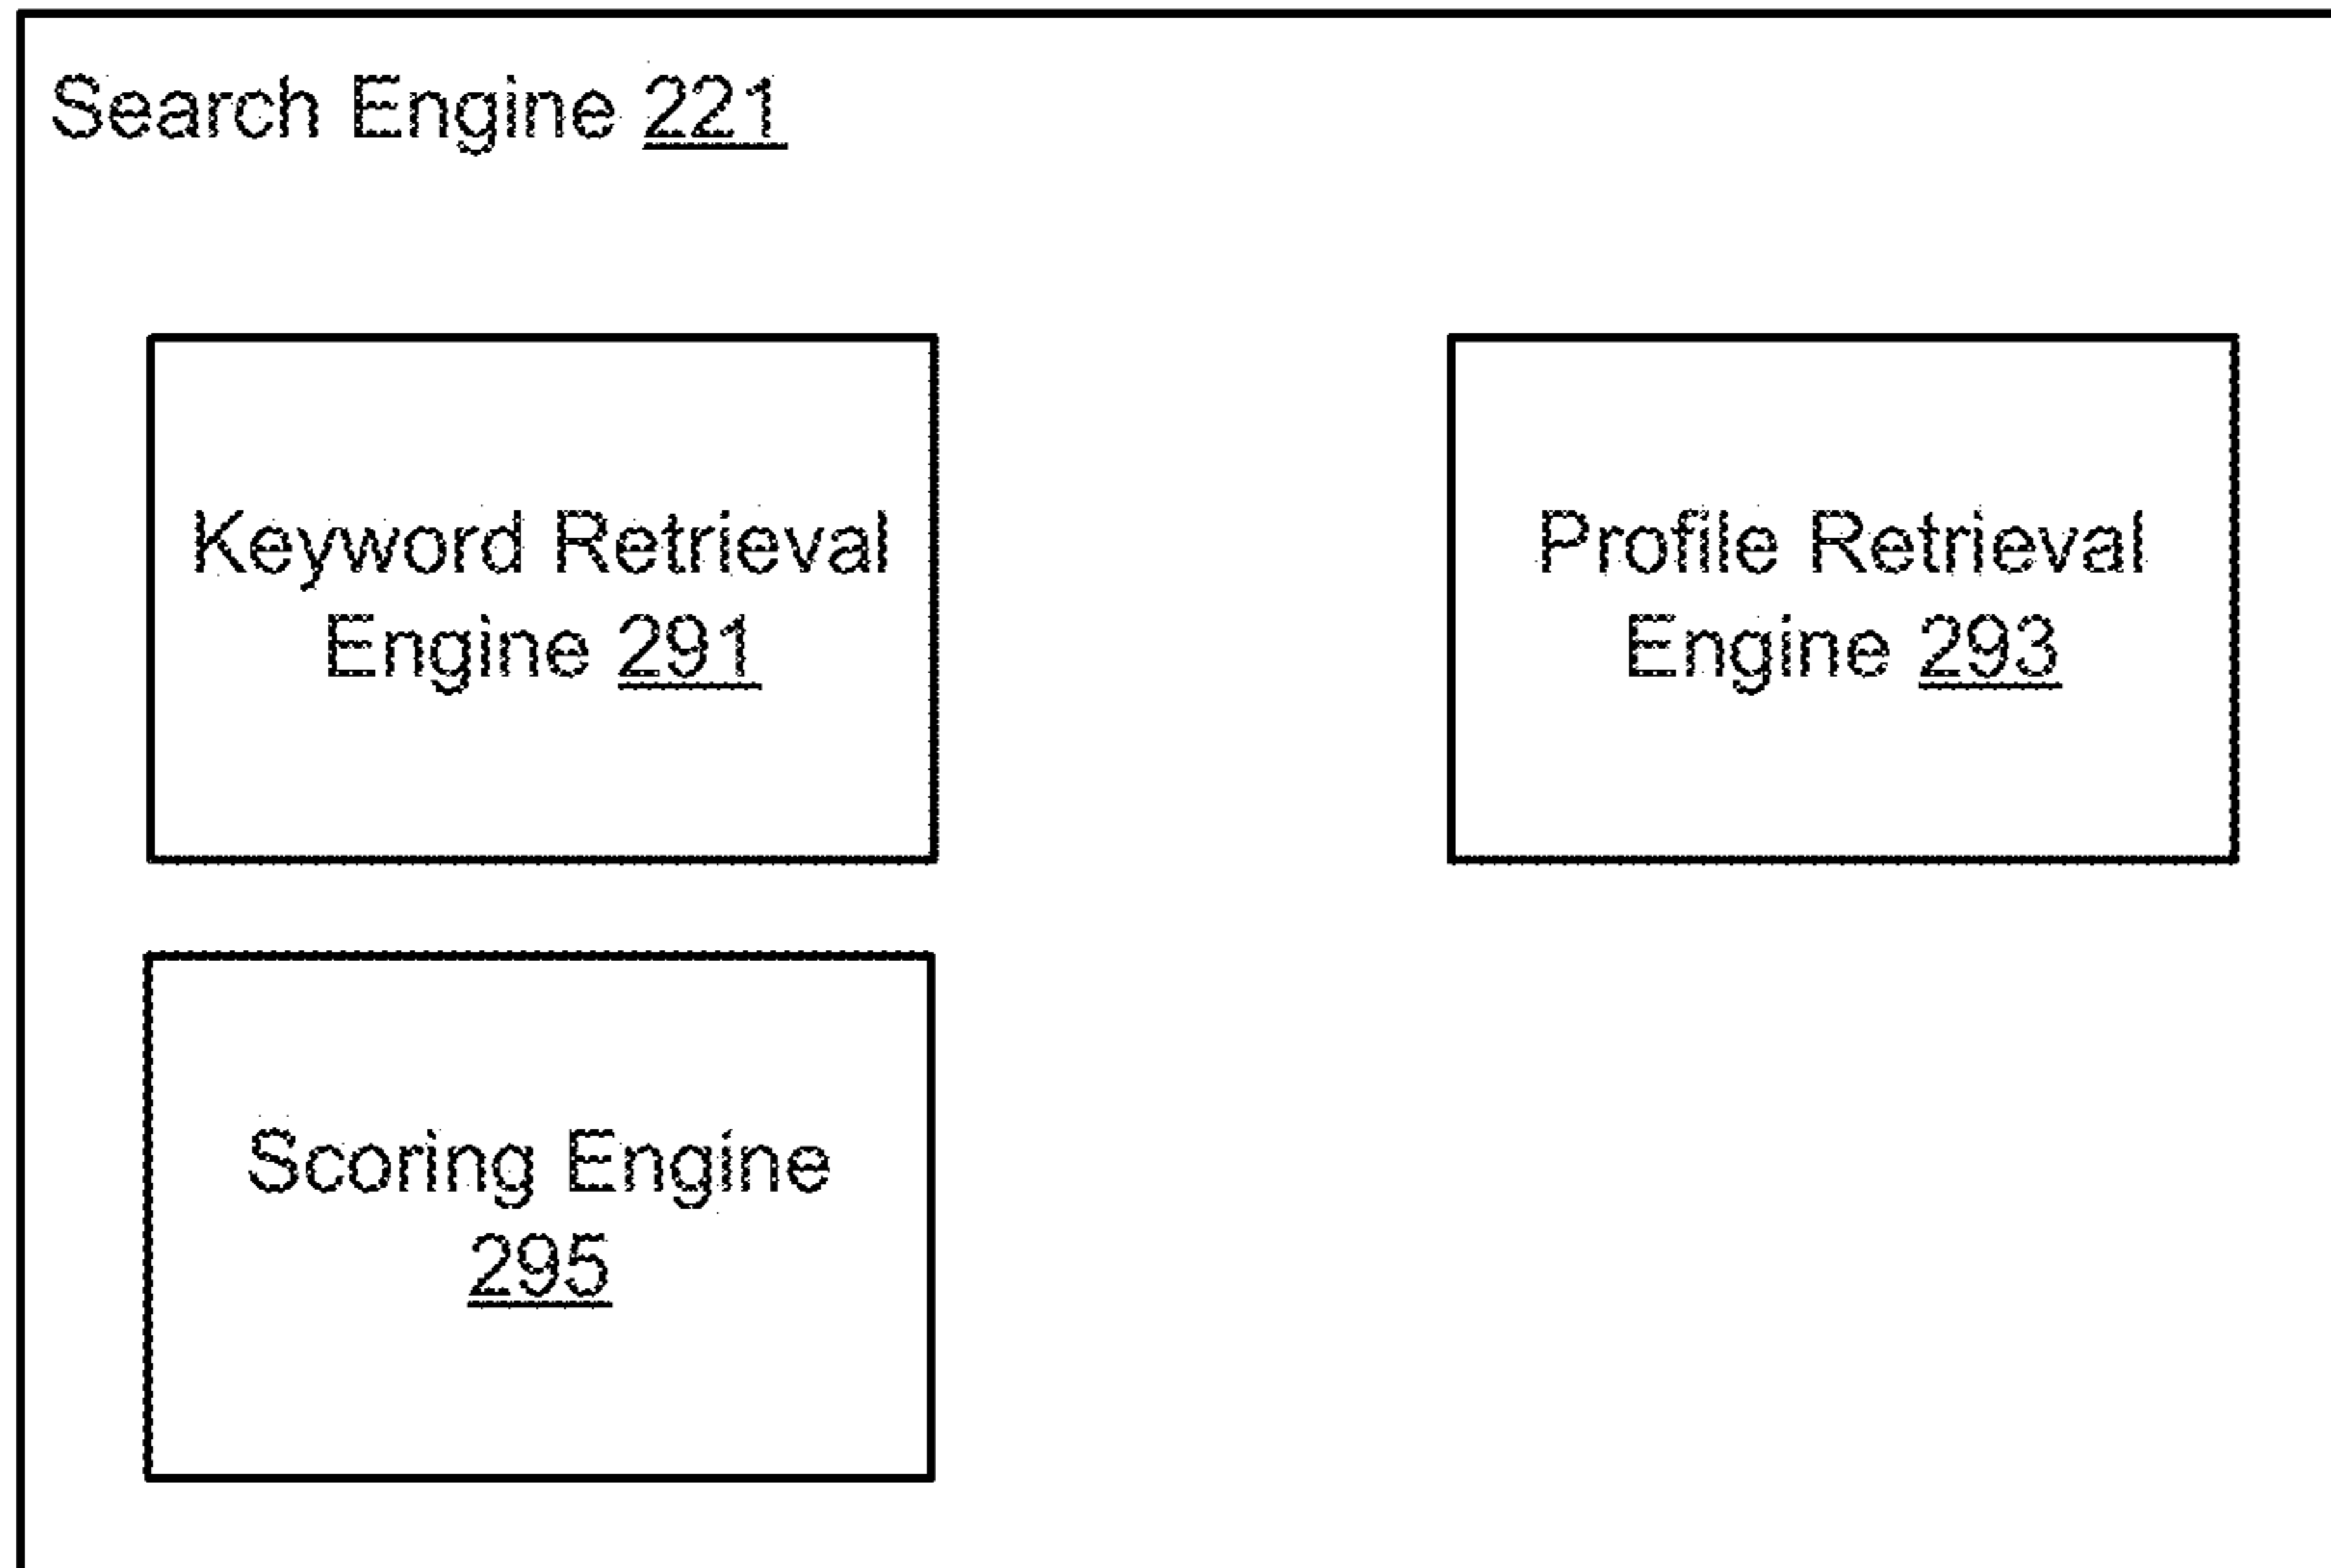 Search Engine 221
Keyword Retrieval
Engine 291
Profile Retrieval
Engine 293
Scoring Engine
295